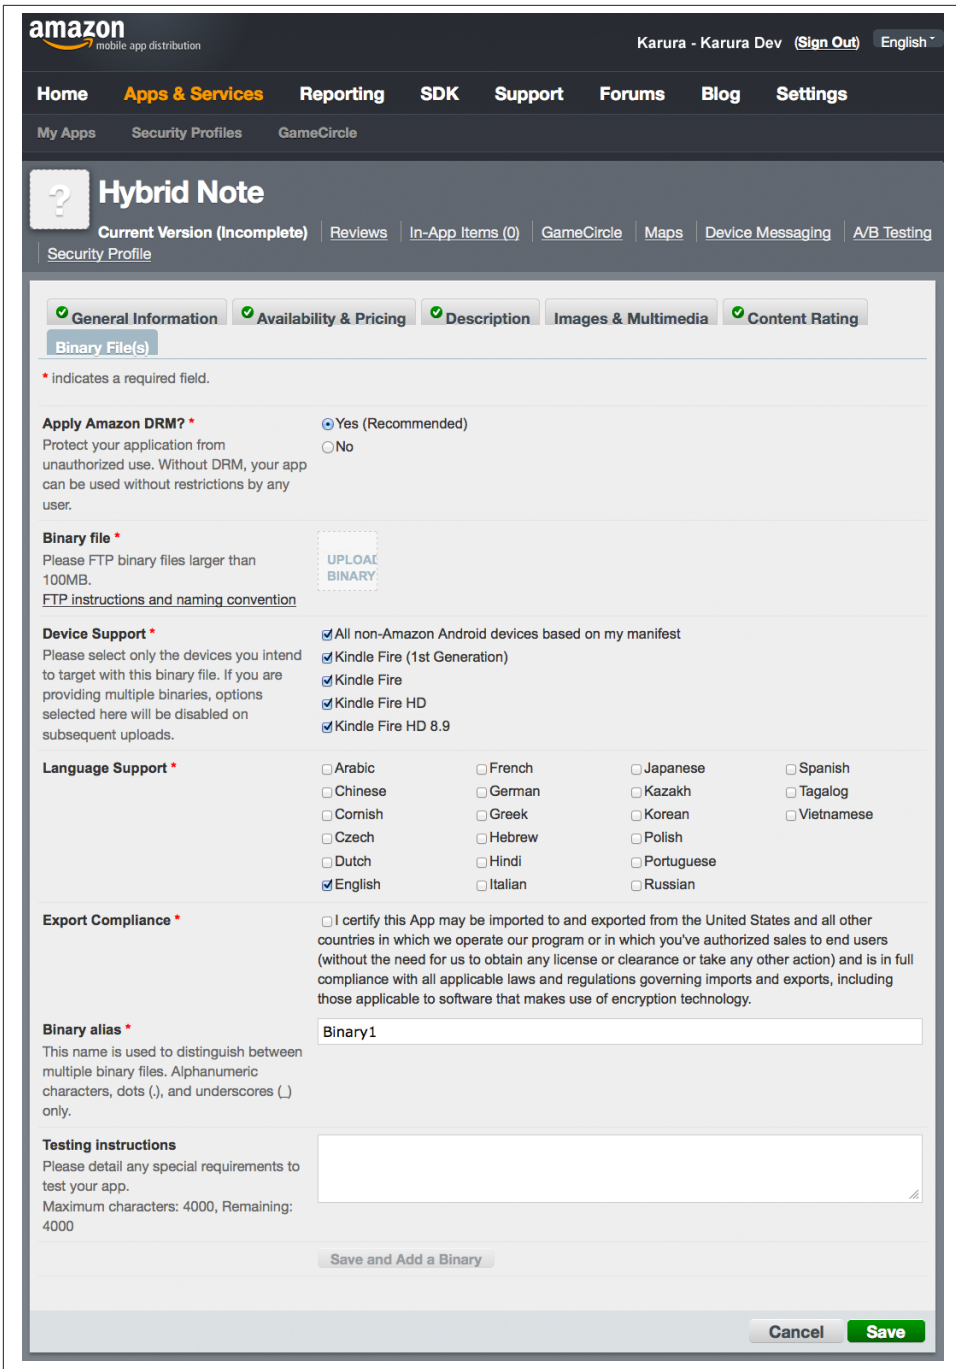 amazon
mobile app distribution
Karura - Karura Dev (Sign Out) English
Home Apps & Services Reporting SDK Support Forums Blog Settings
My Apps Security Profiles GameCircle
?
Hybrid Note
Current Version (Incomplete) Reviews In-App Items (0) GameCircle Maps Device Messaging A/B Testing
Security Profile
General Information Availability & Pricing Description Images & Multimedia Content Rating
Binary File(s)
* indicates a required field.
Apply Amazon DRM? *
Protect your application from
unauthorized use. Without DRM, your app
can be used without restrictions by any
user.
Yes (Recommended)
No
Binary file *
Please FTP binary files larger than
100MB.
FTP instructions and naming convention
UPLOAD
BINARY
Device Support *
Please select only the devices you intend
to target with this binary file. If you are
providing multiple binaries, options
selected here will be disabled on
subsequent uploads.
All non-Amazon Android devices based on my manifest
Kindle Fire (1st Generation)
Kindle Fire
Kindle Fire HD
Kindle Fire HD 8.9
Language Support *
Arabic French Japanese Spanish
Chinese German Kazakh Tagalog
Cornish Greek Korean Vietnamese
Czech Hebrew Polish
Dutch Hindi Portuguese
English Italian Russian
Export Compliance *
I certify this App may be imported to and exported from the United States and all other
countries in which we operate our program or in which you've authorized sales to end users
(without the need for us to obtain any license or clearance or take any other action) and is in full
compliance with all applicable laws and regulations governing imports and exports, including
those applicable to software that makes use of encryption technology.
Binary alias *
This name is used to distinguish between
multiple binary files. Alphanumeric
characters, dots (.), and underscores (_)
only.
Binary1
Testing instructions
Please detail any special requirements to
test your app.
Maximum characters: 4000, Remaining:
4000
Save and Add a Binary
Cancel Save